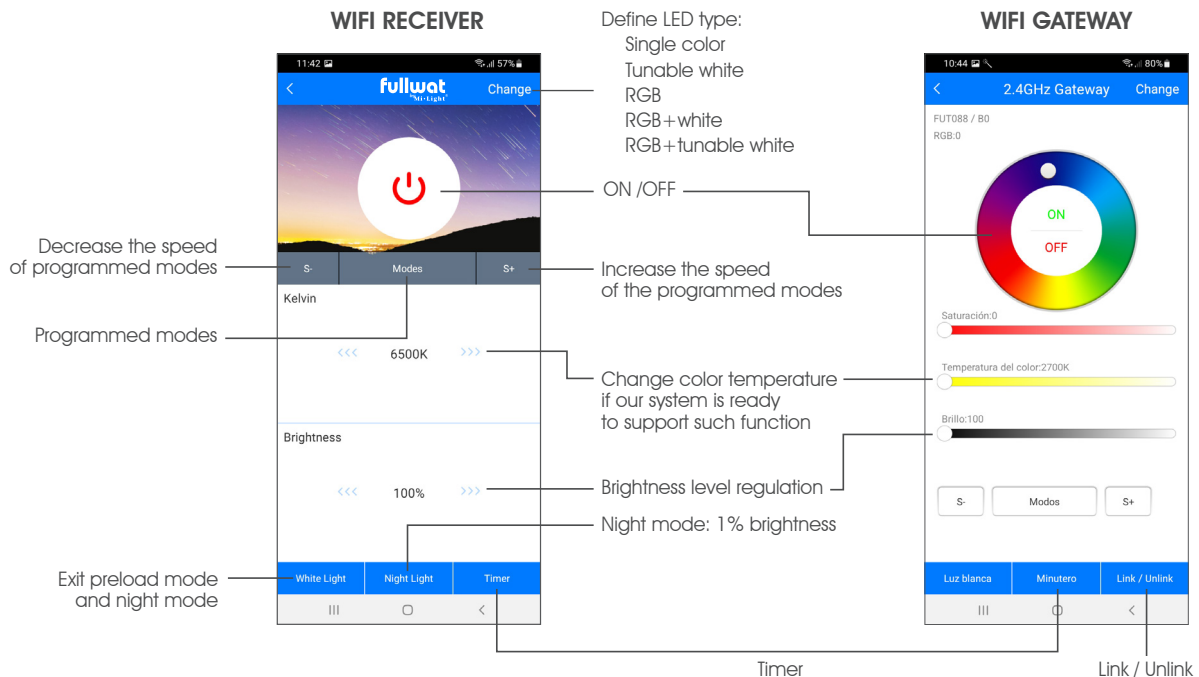 WIFI RECEIVER
Define LED type:
Single color
Tunable white
RGB
RGB+white
RGB+tunable white
WIFI GATEWAY
11:42
57%
fullwat
by Mi·Light
Change
10:44
80%
2.4GHz Gateway
Change
FUT088 / B0
RGB:0
ON
OFF
ON /OFF
Decrease the speed
of programmed modes
S-
Modes
S+
Increase the speed
of the programmed modes
Kelvin
Programmed modes
6500K
Saturación:0
Temperatura del color:2700K
Change color temperature
if our system is ready
to support such function
Brillo:100
Brightness
100%
Brightness level regulation
S-
Modos
S+
Night mode: 1% brightness
Exit preload mode
and night mode
White Light
Night Light
Timer
Luz blanca
Minutero
Link / Unlink
Timer
Link / Unlink